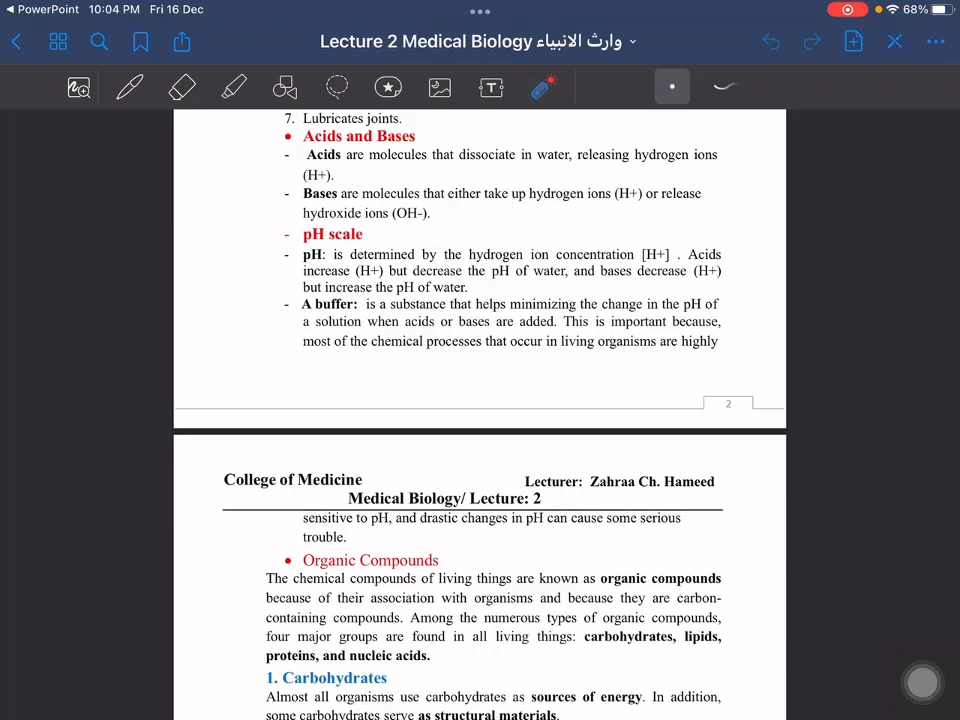 PowerPoint 10:04 PM Fri 16 Dec 68%
Lecture 2 Medical Biology وارث الانبياء
7. Lubricates joints.
• Acids and Bases
- Acids are molecules that dissociate in water, releasing hydrogen ions
(H+).
- Bases are molecules that either take up hydrogen ions (H+) or release
hydroxide ions (OH-).
- pH scale
- pH: is determined by the hydrogen ion concentration [H+] . Acids
increase (H+) but decrease the pH of water, and bases decrease (H+)
but increase the pH of water.
- A buffer: is a substance that helps minimizing the change in the pH of
a solution when acids or bases are added. This is important because,
most of the chemical processes that occur in living organisms are highly
2
College of Medicine Lecturer: Zahraa Ch. Hameed
Medical Biology/ Lecture: 2
sensitive to pH, and drastic changes in pH can cause some serious
trouble.
• Organic Compounds
The chemical compounds of living things are known as organic compounds
because of their association with organisms and because they are carbon-
containing compounds. Among the numerous types of organic compounds,
four major groups are found in all living things: carbohydrates, lipids,
proteins, and nucleic acids.
1. Carbohydrates
Almost all organisms use carbohydrates as sources of energy. In addition,
some carbohydrates serve as structural materials.